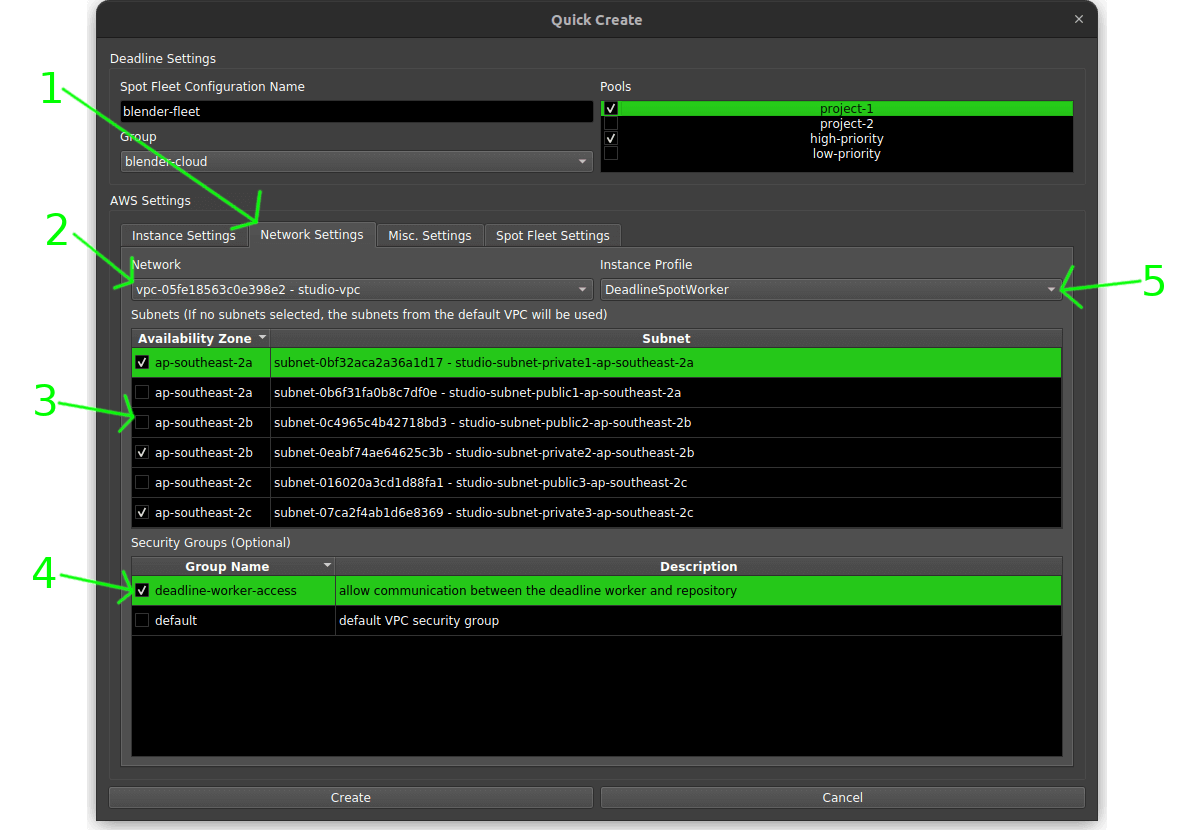 Quick Create
×
Deadline Settings
1
Spot Fleet Configuration Name
blender-fleet
Group
blender-cloud
Pools
project-1
project-2
high-priority
low-priority
AWS Settings
2
Instance Settings
Network Settings
Misc. Settings
Spot Fleet Settings
Network
vpc-05fe18563c0e398e2 - studio-vpc
Instance Profile
DeadlineSpotWorker
5
Subnets (If no subnets selected, the subnets from the default VPC will be used)
Availability Zone Subnet
ap-southeast-2a subnet-0bf32aca2a36a1d17 - studio-subnet-private1-ap-southeast-2a
ap-southeast-2a subnet-0b6f31fa0b8c7df0e - studio-subnet-public1-ap-southeast-2a
3
ap-southeast-2b subnet-0c4965c4b42718bd3 - studio-subnet-public2-ap-southeast-2b
ap-southeast-2b subnet-0eabf74ae64625c3b - studio-subnet-private2-ap-southeast-2b
ap-southeast-2c subnet-016020a3cd1d88fa1 - studio-subnet-public3-ap-southeast-2c
ap-southeast-2c subnet-07ca2f4ab1d6e8369 - studio-subnet-private3-ap-southeast-2c
Security Groups (Optional)
Group Name Description
4
deadline-worker-access allow communication between the deadline worker and repository
default default VPC security group
Create
Cancel